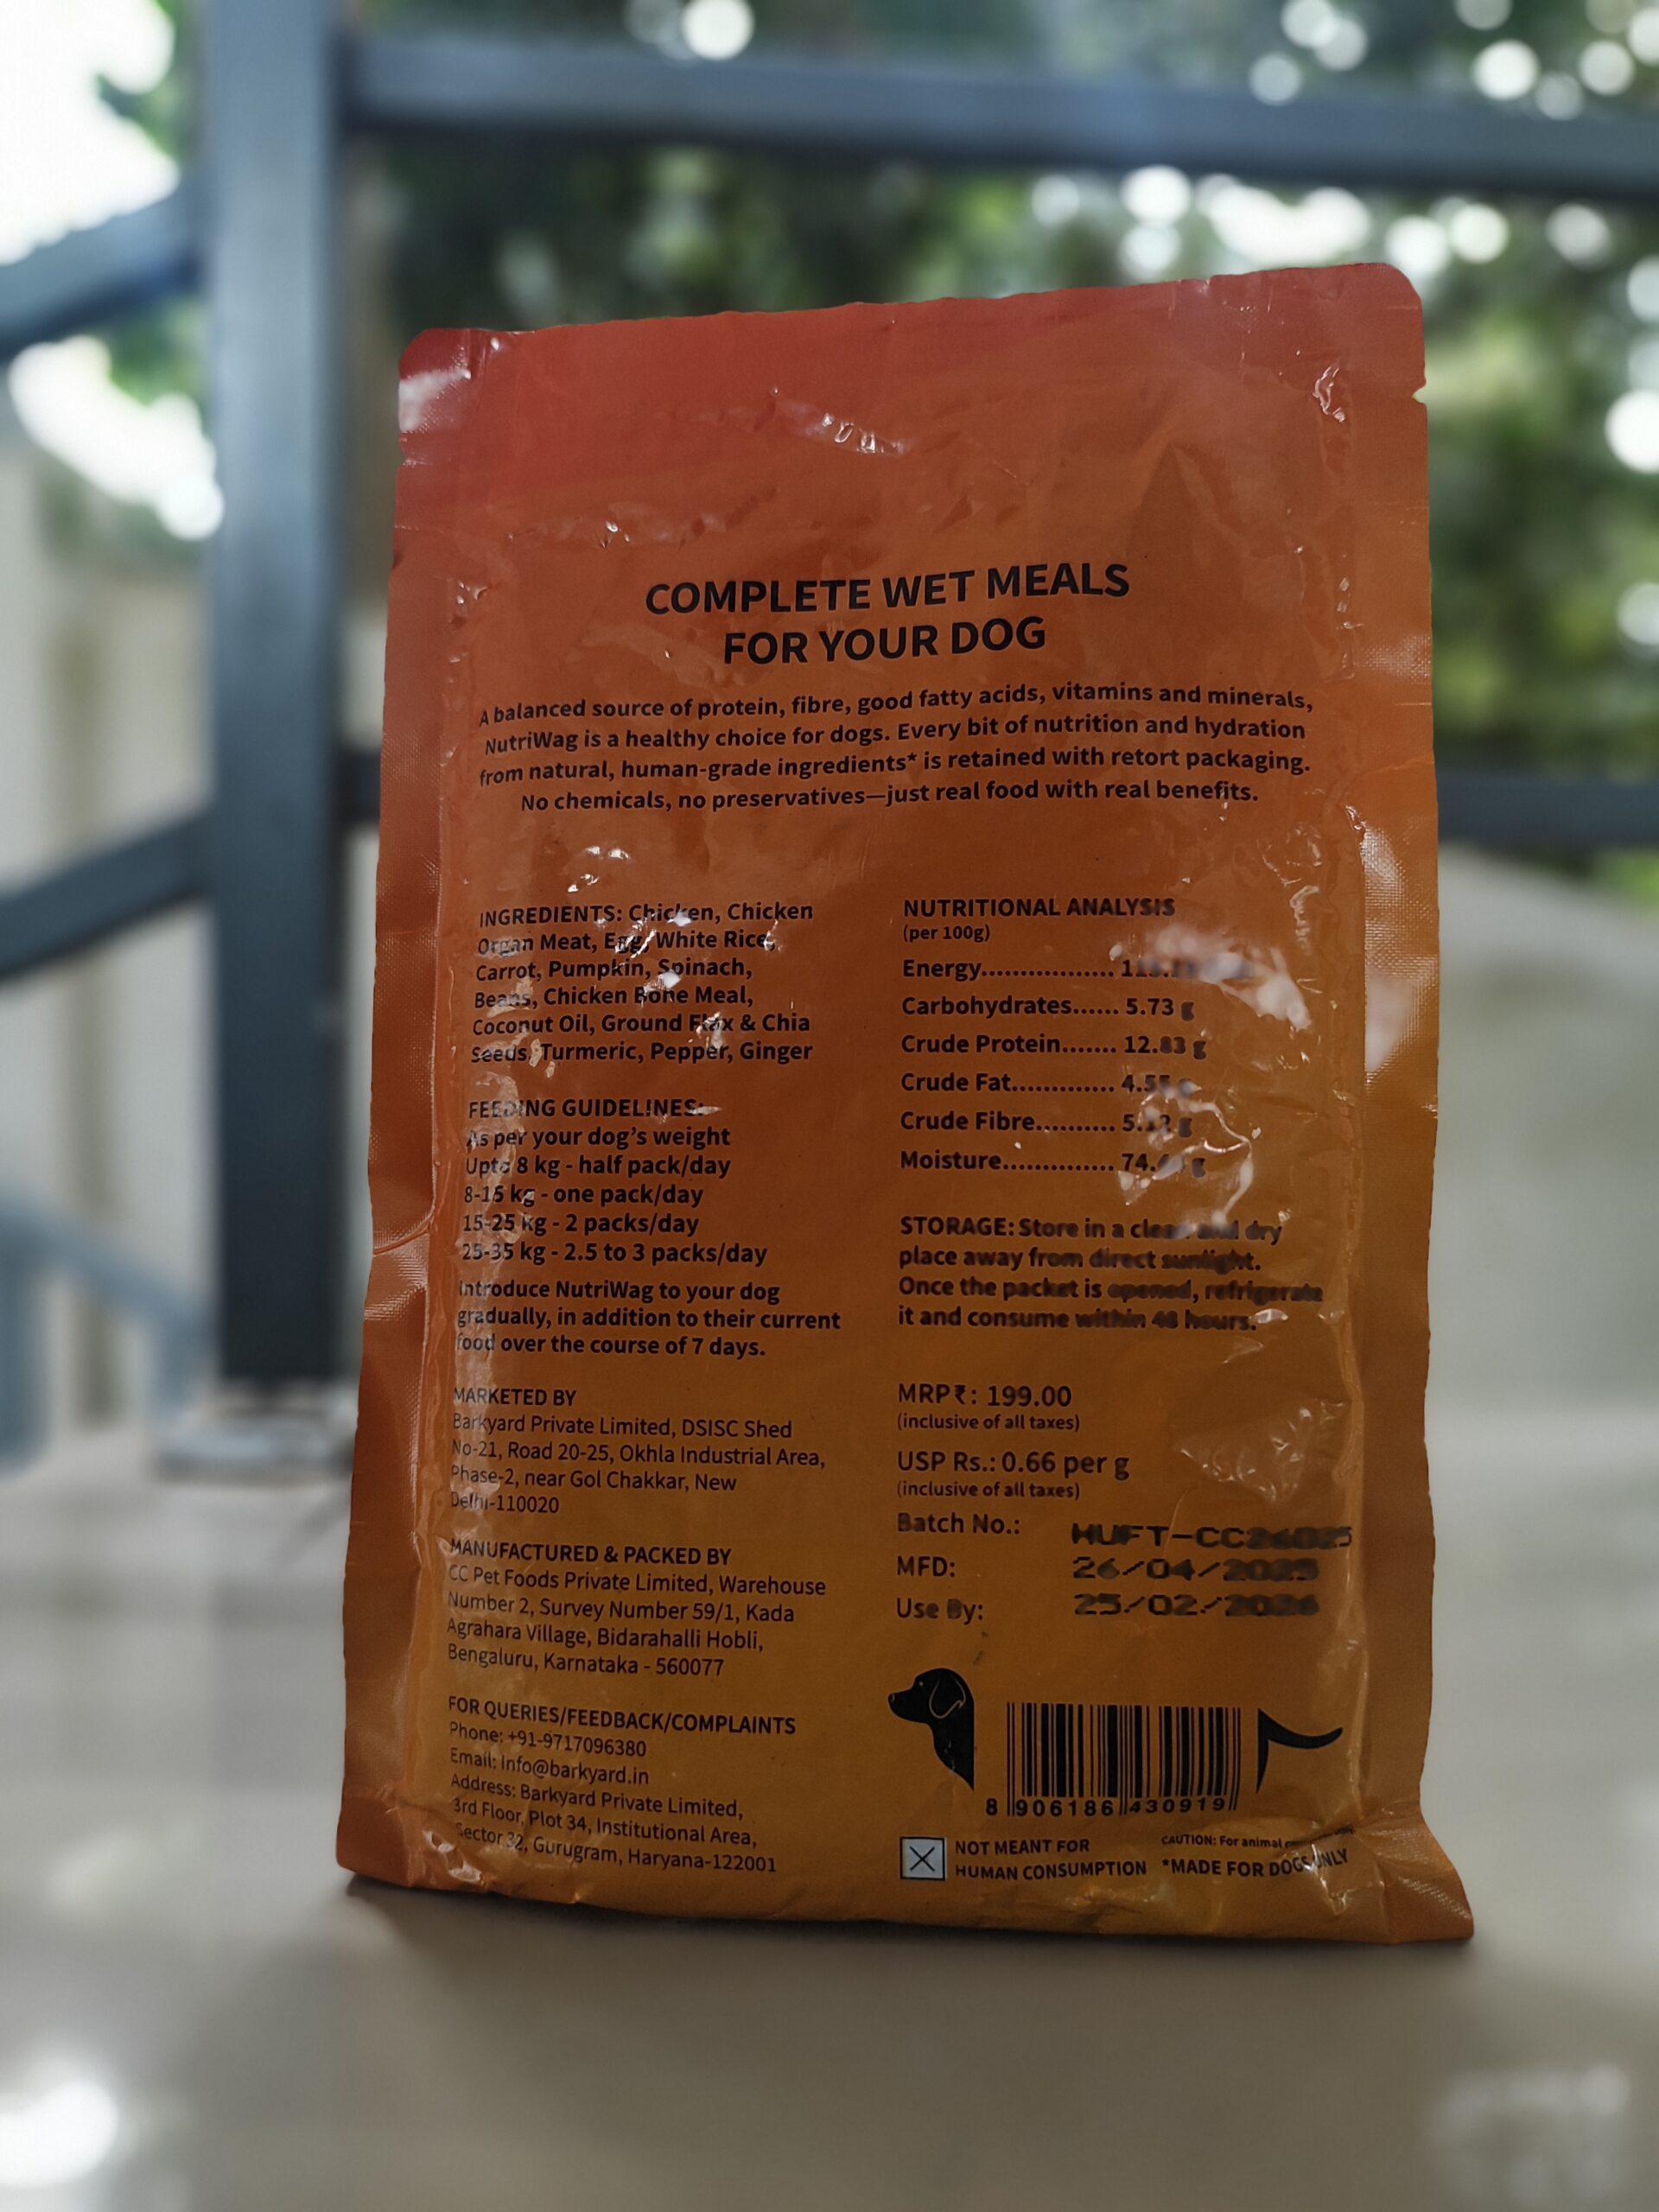 COMPLETE WET MEALS
FOR YOUR DOG
A balanced source of protein, fibre, good fatty acids, vitamins and minerals,
NutriWag is a healthy choice for dogs. Every bit of nutrition and hydration
from natural, human-grade ingredients* is retained with retort packaging.
No chemicals, no preservatives—just real food with real benefits.
INGREDIENTS: Chicken, Chicken
Organ Meat, Egg, White Rice,
Carrot, Pumpkin, Spinach,
Beans, Chicken Bone Meal,
Coconut Oil, Ground Flax & Chia
Seeds, Turmeric, Pepper, Ginger
FEEDING GUIDELINES:
As per your dog's weight
Upto 8 kg - half pack/day
8-15 kg - one pack/day
15-25 kg - 2 packs/day
25-35 kg - 2.5 to 3 packs/day
Introduce NutriWag to your dog
gradually, in addition to their current
food over the course of 7 days.
MARKETED BY
Barkyard Private Limited, DSISC Shed
No-21, Road 20-25, Okhla Industrial Area,
Phase-2, near Gol Chakkar, New
Delhi-110020
MANUFACTURED & PACKED BY
CC Pet Foods Private Limited, Warehouse
Number 2, Survey Number 59/1, Kada
Agrahara Village, Bidarahalli Hobli,
Bengaluru, Karnataka - 560077
FOR QUERIES/FEEDBACK/COMPLAINTS
Phone: +91-9717096380
Email: Info@barkyard.in
Address: Barkyard Private Limited,
3rd Floor, Plot 34, Institutional Area,
Sector 32, Gurugram, Haryana-122001
NUTRITIONAL ANALYSIS
(per 100g)
Energy.................
Carbohydrates...... 5.73 g
Crude Protein....... 12.83 g
Crude Fat.............. g
Crude Fibre.......... g
Moisture............... g
STORAGE: Store in a clean and dry
place away from direct sunlight.
Once the packet is opened, refrigerate
it and consume within 48 hours.
MRP₹: 199.00
(inclusive of all taxes)
USP Rs.: 0.66 per g
(inclusive of all taxes)
Batch No.:
MFD: 26/04/2025
Use By: 25/02/2026
8 906186 430919
NOT MEANT FOR
HUMAN CONSUMPTION
CAUTION: For animal
*MADE FOR DOGS ONLY